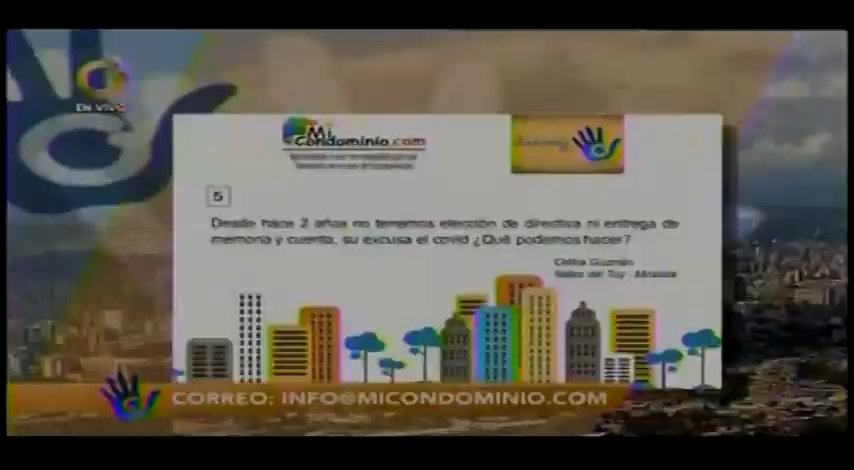 EN VIVO
Mi
Condominio.com
5
Desde hace 2 años no tenemos elección de directiva ni entrega de
memoria y cuenta, su excusa el covid ¿Qué podemos hacer?
Guzmán
Valles del Tuy - Miranda
CORREO: INFO@MICONDOMINIO.COM